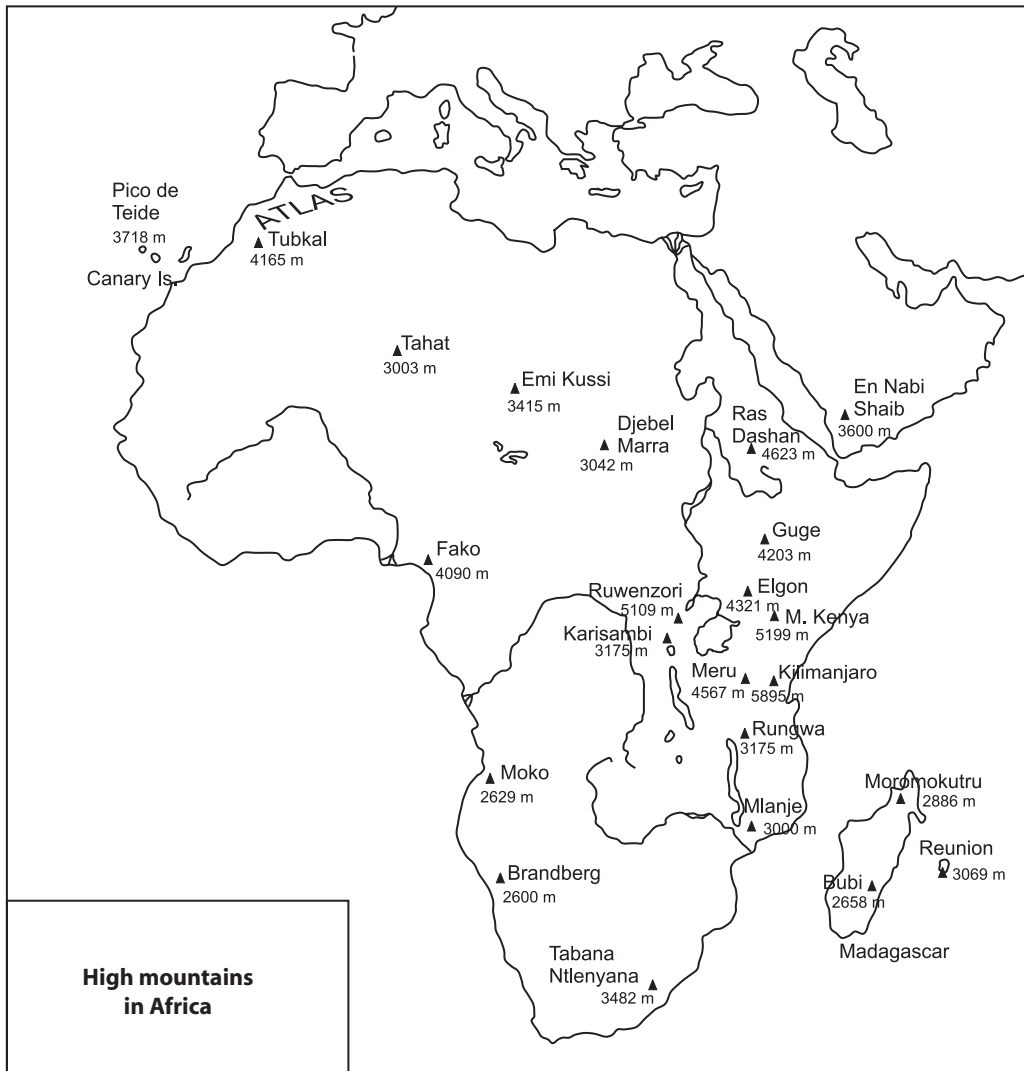 Pico de
Teide
3718 m
Canary Is.
ATLAS
Tubkal
4165 m
Tahat
3003 m
Emi Kussi
3415 m
Djebel
Marra
3042 m
Ras
Dashan
4623 m
En Nabi
Shaib
3600 m
Guge
4203 m
Fako
4090 m
Elgon
4321 m
Ruwenzori
5109 m
M. Kenya
5199 m
Karisambi
3175 m
Meru
4567 m
Kilimanjaro
5895 m
Rungwa
3175 m
Moko
2629 m
Mlanje
3000 m
Moromokutru
2886 m
Reunion
3069 m
Brandberg
2600 m
Bubi
2658 m
Madagascar
Tabana
Ntlenyana
3482 m
High mountains
in Africa